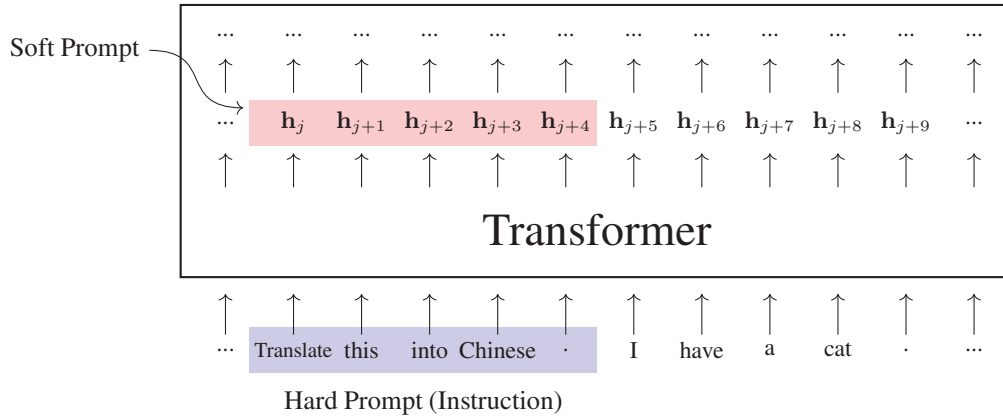 ... ... ... ... ... ... ... ... ... ... ... ...
Soft Prompt
... h_j h_{j+1} h_{j+2} h_{j+3} h_{j+4} h_{j+5} h_{j+6} h_{j+7} h_{j+8} h_{j+9} ...
Transformer
... Translate this into Chinese . I have a cat . ...
Hard Prompt (Instruction)